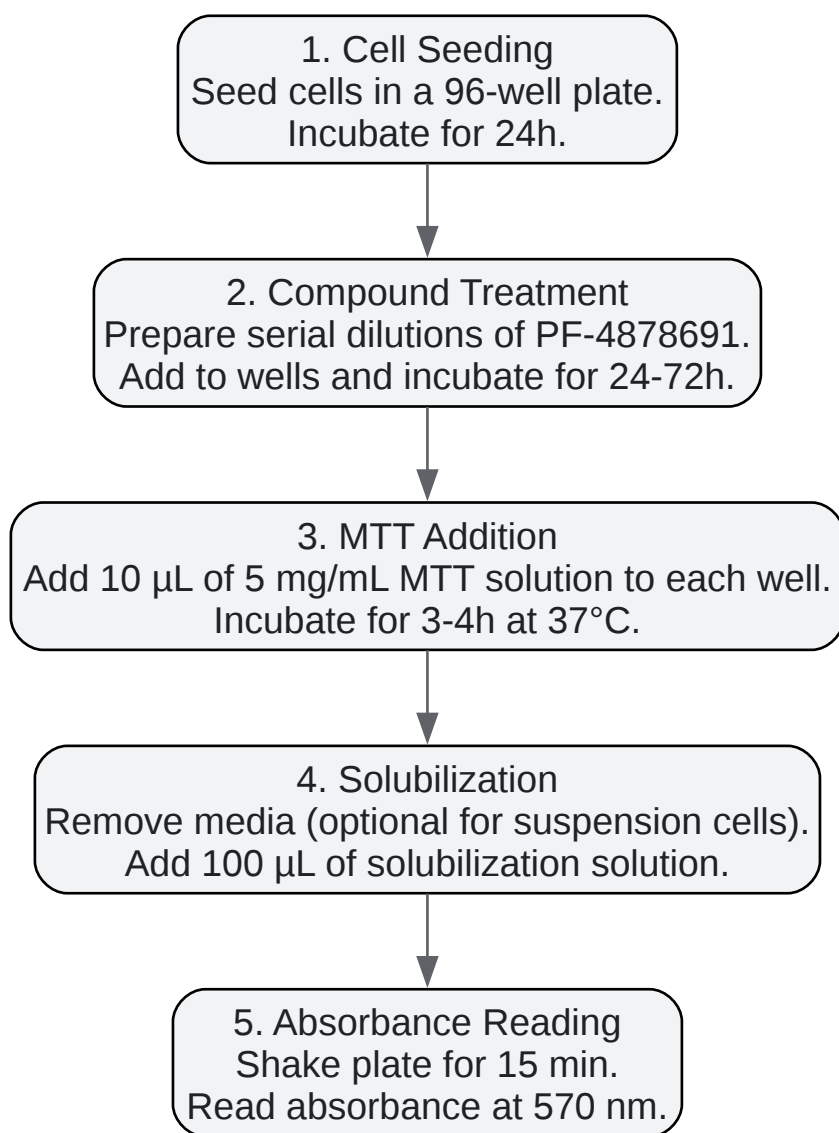 1. Cell Seeding
Seed cells in a 96-well plate.
Incubate for 24h.
2. Compound Treatment
Prepare serial dilutions of PF-4878691.
Add to wells and incubate for 24-72h.
3. MTT Addition
Add 10 µL of 5 mg/mL MTT solution to each well.
Incubate for 3-4h at 37°C.
4. Solubilization
Remove media (optional for suspension cells).
Add 100 µL of solubilization solution.
5. Absorbance Reading
Shake plate for 15 min.
Read absorbance at 570 nm.